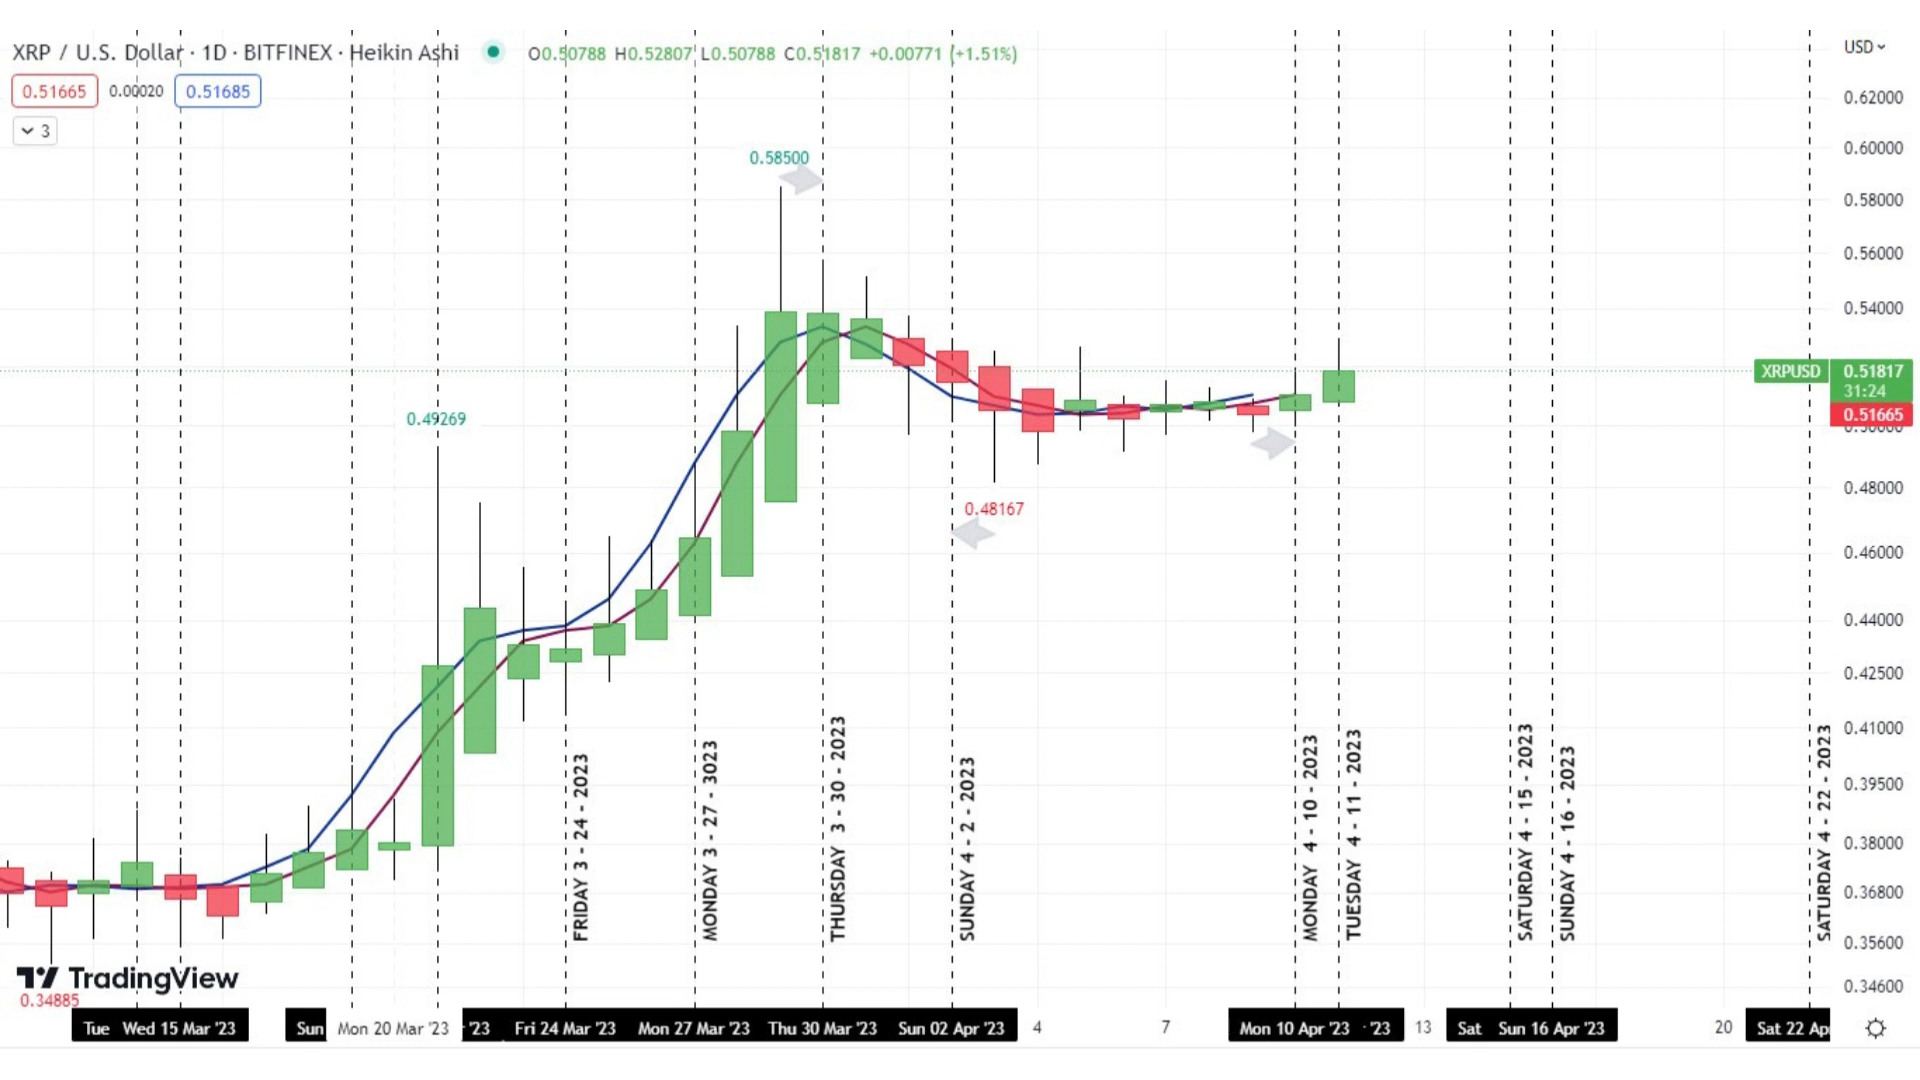 XRP / U.S. Dollar · 1D · BITFINEX · Heikin Ashi O0.50788 H0.52807 L0.50788 C0.51817 +0.00771 (+1.51%)
USD
0.51665 0.00020 0.51685
3
0.62000
0.60000
0.58500
0.58000
0.56000
0.54000
XRPUSD 0.51817
31:24
0.51665
0.49269
0.48000
0.48167
0.46000
0.44000
0.42500
0.41000
0.39500
0.38000
0.36800
0.35600
0.34600
FRIDAY 3 - 24 - 2023
MONDAY 3 - 27 - 3023
THURSDAY 3 - 30 - 2023
SUNDAY 4 - 2 - 2023
MONDAY 4 - 10 - 2023
TUESDAY 4 - 11 - 2023
SATURDAY 4 - 15 - 2023
SUNDAY 4 - 16 - 2023
SATURDAY 4 - 22 - 2023
TradingView
0.34885
Tue Wed 15 Mar '23 Sun Mon 20 Mar '23 '23 Fri 24 Mar '23 Mon 27 Mar '23 Thu 30 Mar '23 Sun 02 Apr '23 4 7 Mon 10 Apr '23 '23 13 Sat Sun 16 Apr '23 20 Sat 22 Ap